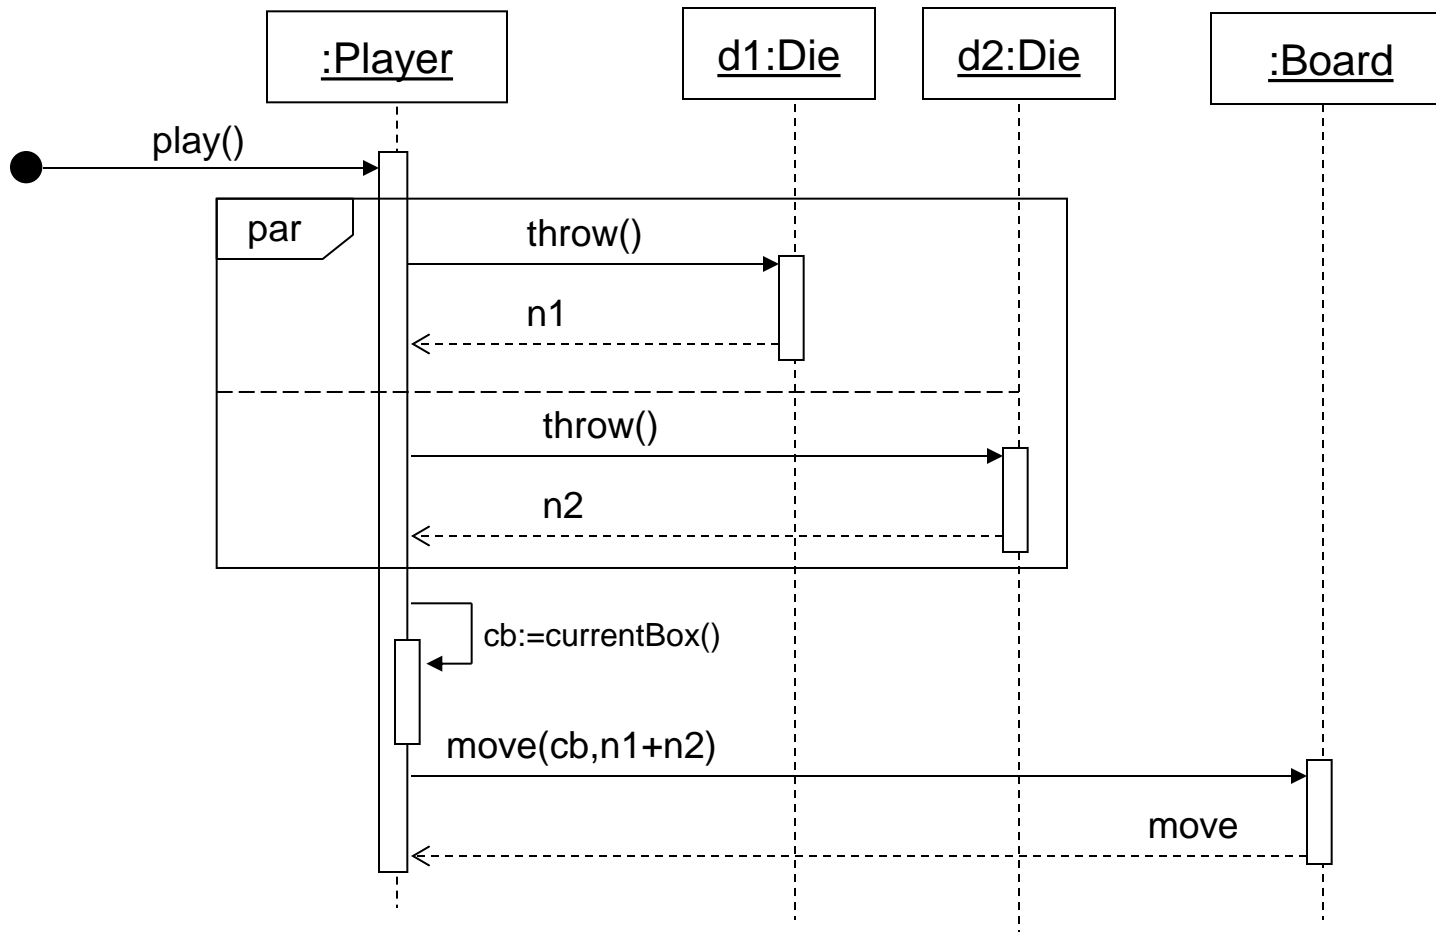 :Player
d1:Die
d2:Die
:Board
play()
par
throw()
n1
throw()
n2
cb:=currentBox()
move(cb,n1+n2)
move